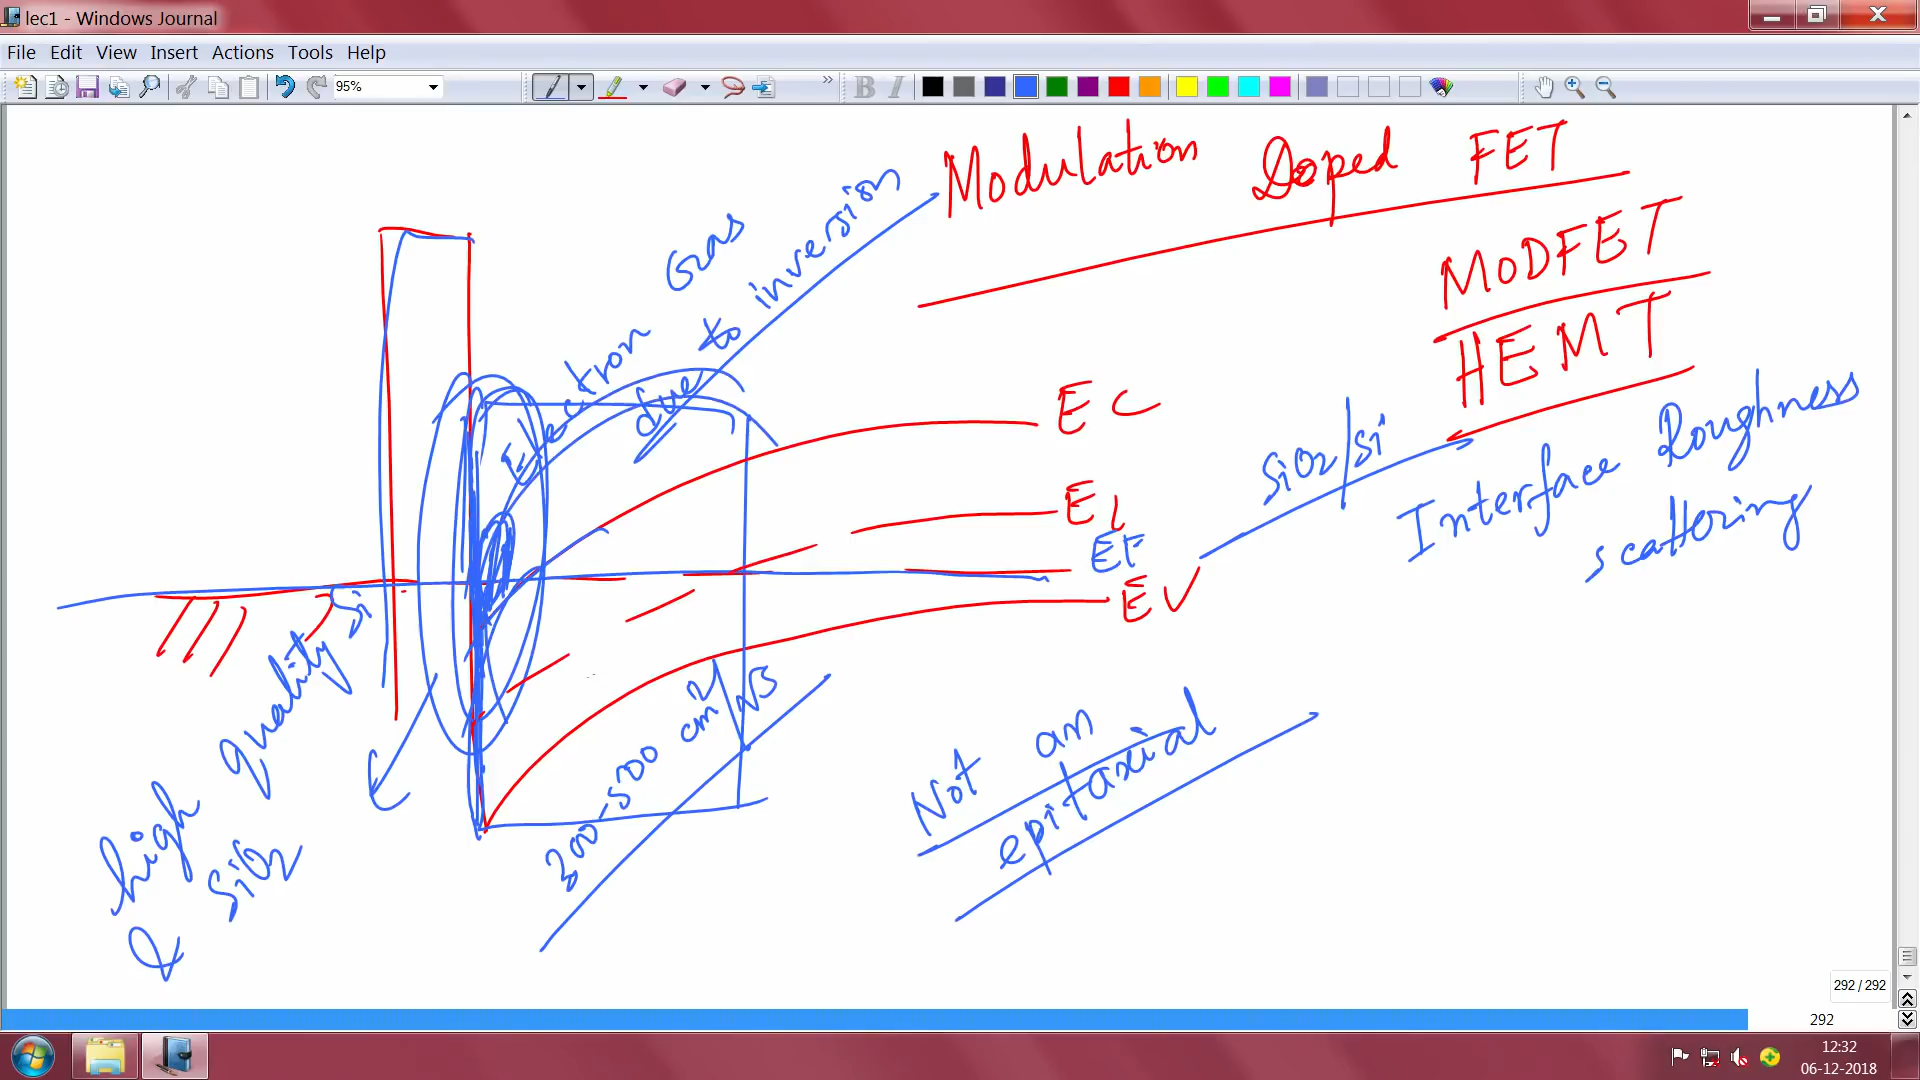 lec1 - Windows Journal
File Edit View Insert Actions Tools Help
95%
B I
Modulation Doped FET
MODFET
HEMT
Electron Gas
due to inversion
EC
Ei
EF
EV
SiO2/Si
Interface Roughness
scattering
high quality Si
& SiO2
300-500 cm2/VS
Not an
epitaxial
292 / 292
292
12:32
06-12-2018